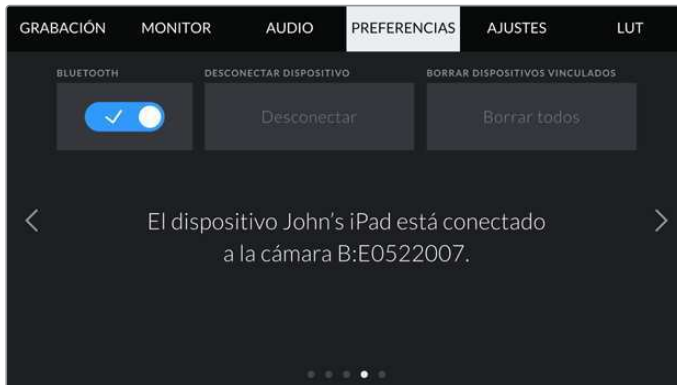 GRABACIÓN MONITOR AUDIO PREFERENCIAS AJUSTES LUT
BLUETOOTH DESCONECTAR DISPOSITIVO BORRAR DISPOSITIVOS VINCULADOS
Desconectar Borrar todos
El dispositivo John's iPad está conectado
a la cámara B:E0522007.